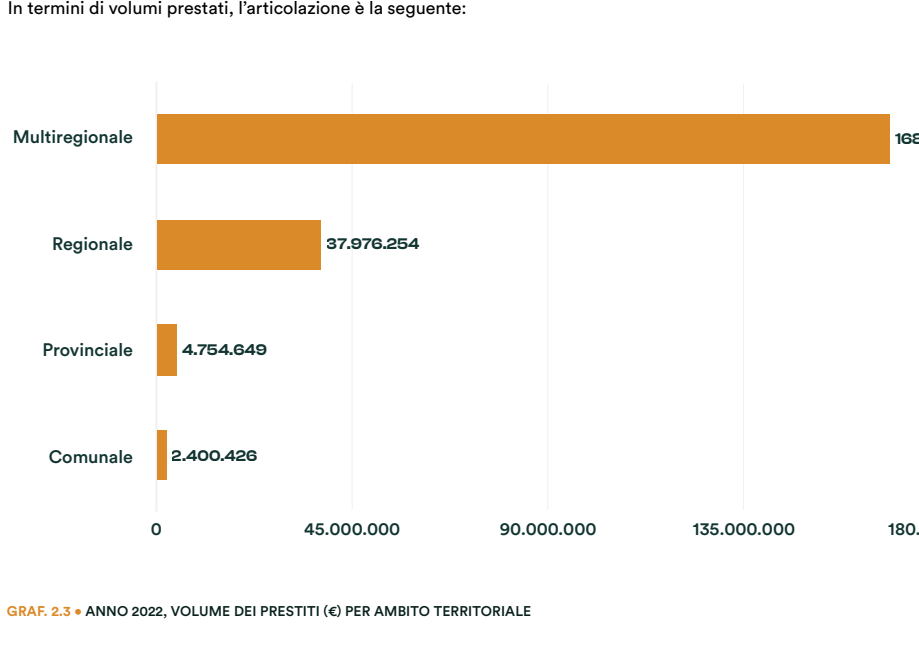 In termini di volumi prestati, l’articolazione è la seguente:
Multiregionale 168
Regionale 37.976.254
Provinciale 4.754.649
Comunale 2.400.426
0 45.000.000 90.000.000 135.000.000 180.
GRAF. 2.3 • ANNO 2022, VOLUME DEI PRESTITI (€) PER AMBITO TERRITORIALE